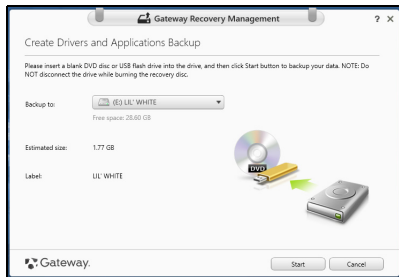 Gateway Recovery Management
? ×
Create Drivers and Applications Backup
Please insert a blank DVD disc or USB flash drive into the drive, and then click Start button to backup your data. NOTE: Do
NOT disconnect the drive while burning the recovery disc.
Backup to: (E:) LIL' WHITE
Free space: 28.60 GB
Estimated size: 1.77 GB
DVD
Label: LIL' WHITE
Gateway.
Start Cancel